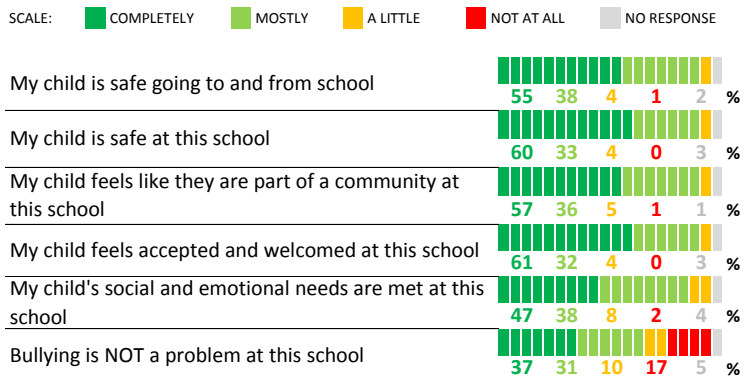 SCALE: COMPLETELY MOSTLY A LITTLE NOT AT ALL NO RESPONSE
My child is safe going to and from school
55 38 4 1 2 %
My child is safe at this school
60 33 4 0 3 %
My child feels like they are part of a community at
this school
57 36 5 1 1 %
My child feels accepted and welcomed at this school
61 32 4 0 3 %
My child's social and emotional needs are met at this
school
47 38 8 2 4 %
Bullying is NOT a problem at this school
37 31 10 17 5 %